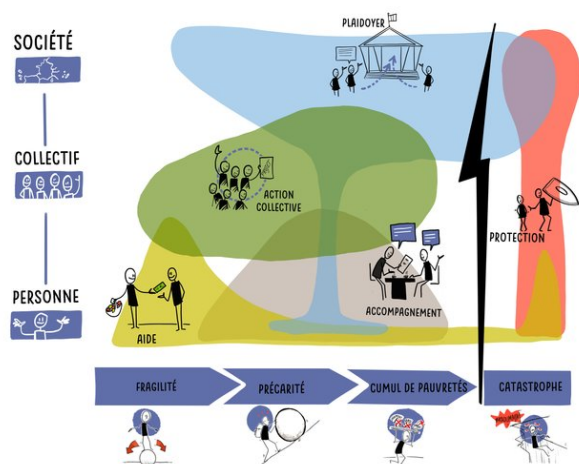 SOCIÉTÉ
PLAIDOYER
COLLECTIF
ACTION
COLLECTIVE
PROTECTION
PERSONNE
ACCOMPAGNEMENT
AIDE
FRAGILITÉ
PRÉCARITÉ
CUMUL DE PAUVRETÉS
CATASTROPHE